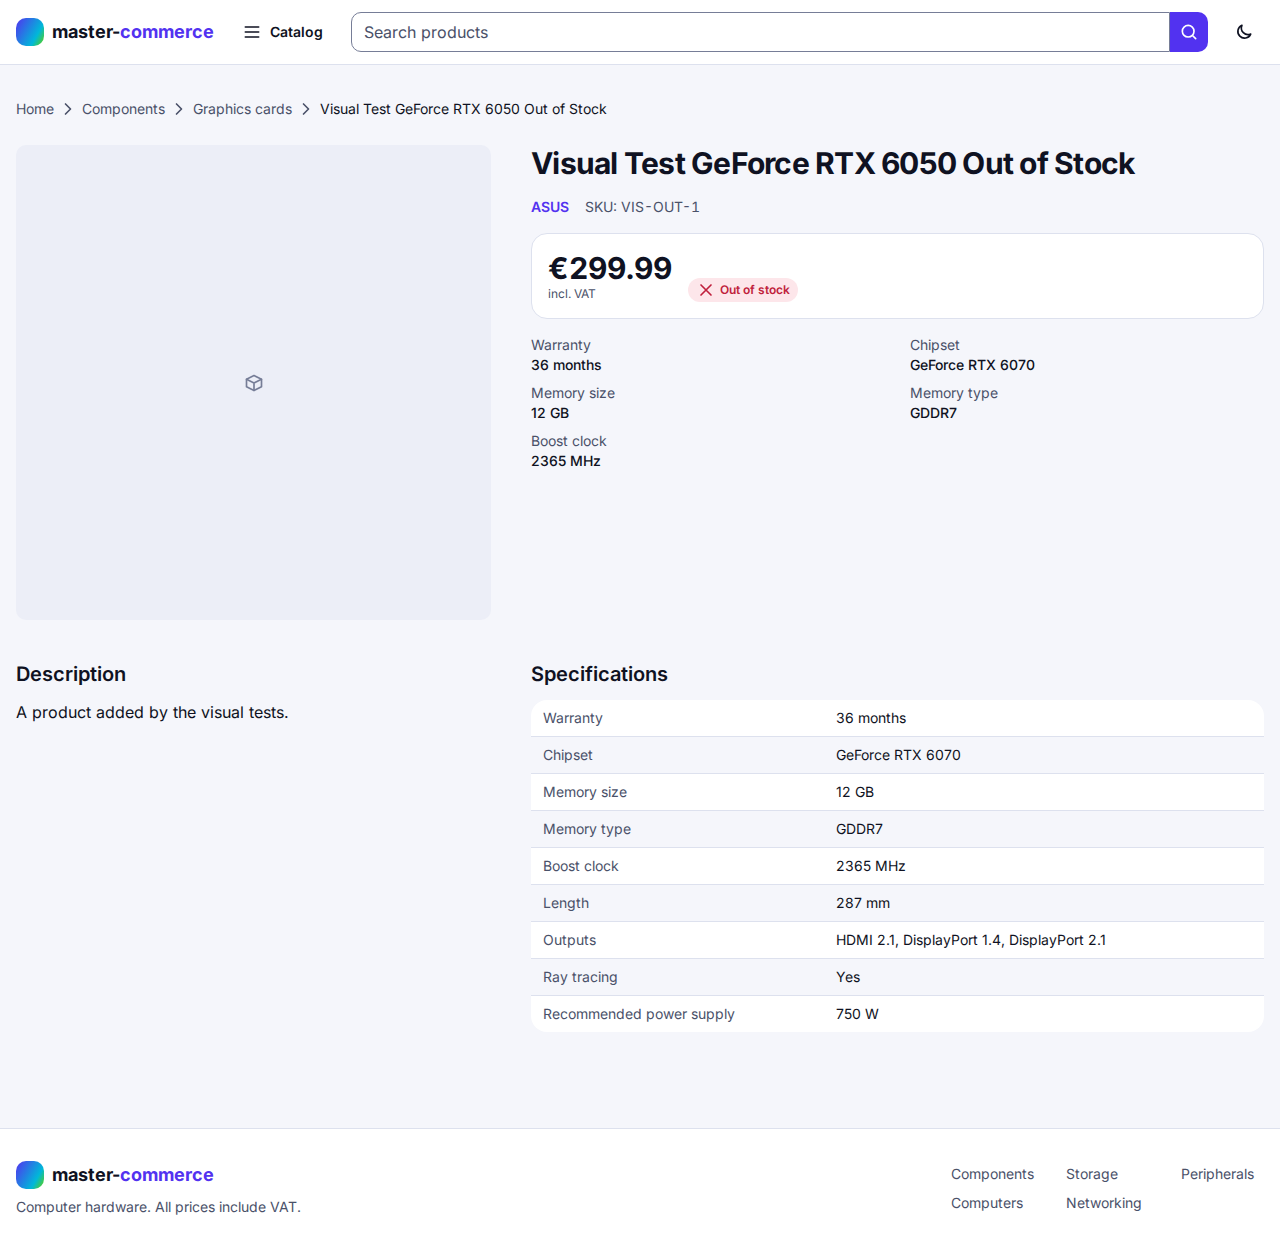 master-commerce
Catalog
Search products
Home
Components
Graphics cards
Visual Test GeForce RTX 6050 Out of Stock
Visual Test GeForce RTX 6050 Out of Stock
ASUS SKU: VIS-OUT-1
€299.99
incl. VAT
Out of stock
Warranty
36 months
Chipset
GeForce RTX 6070
Memory size
12 GB
Memory type
GDDR7
Boost clock
2365 MHz
Description
A product added by the visual tests.
Specifications
Warranty 36 months
Chipset GeForce RTX 6070
Memory size 12 GB
Memory type GDDR7
Boost clock 2365 MHz
Length 287 mm
Outputs HDMI 2.1, DisplayPort 1.4, DisplayPort 2.1
Ray tracing Yes
Recommended power supply 750 W
master-commerce
Computer hardware. All prices include VAT.
Components Storage Peripherals
Computers Networking